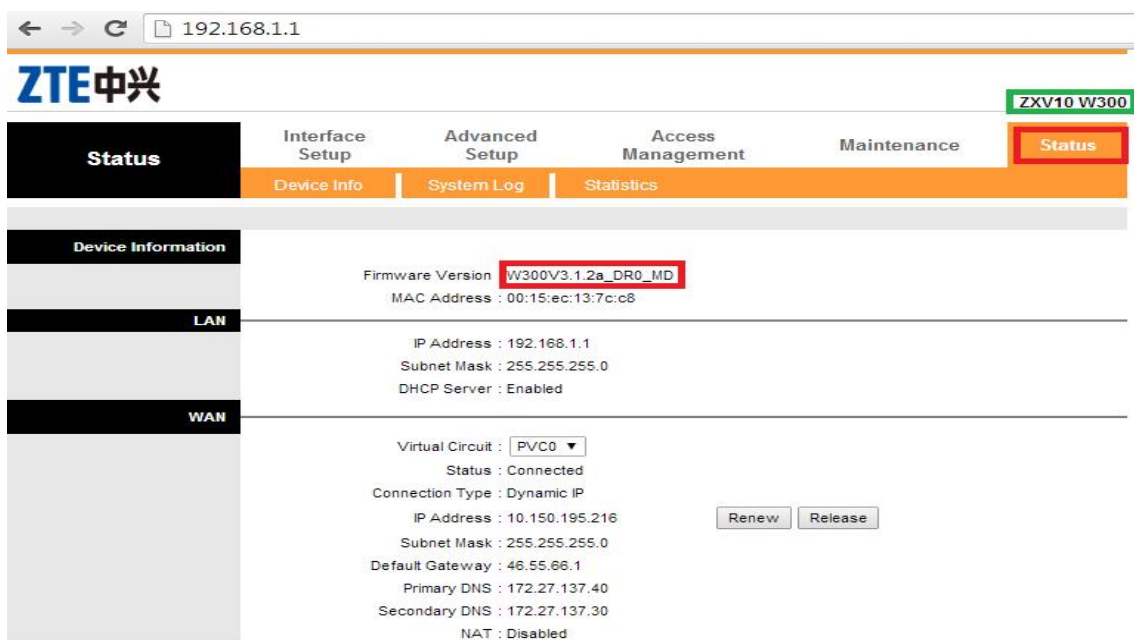 192.168.1.1
ZTE中兴
ZXV10 W300
Status
Interface Setup
Advanced Setup
Access Management
Maintenance
Status
Device Info
System Log
Statistics
Device Information
Firmware Version : W300V3.1.2a_DR0_MD
MAC Address : 00:15:ec:13:7c:c8
LAN
IP Address : 192.168.1.1
Subnet Mask : 255.255.255.0
DHCP Server : Enabled
WAN
Virtual Circuit : PVC0
Status : Connected
Connection Type : Dynamic IP
IP Address : 10.150.195.216 Renew Release
Subnet Mask : 255.255.255.0
Default Gateway : 46.55.66.1
Primary DNS : 172.27.137.40
Secondary DNS : 172.27.137.30
NAT : Disabled